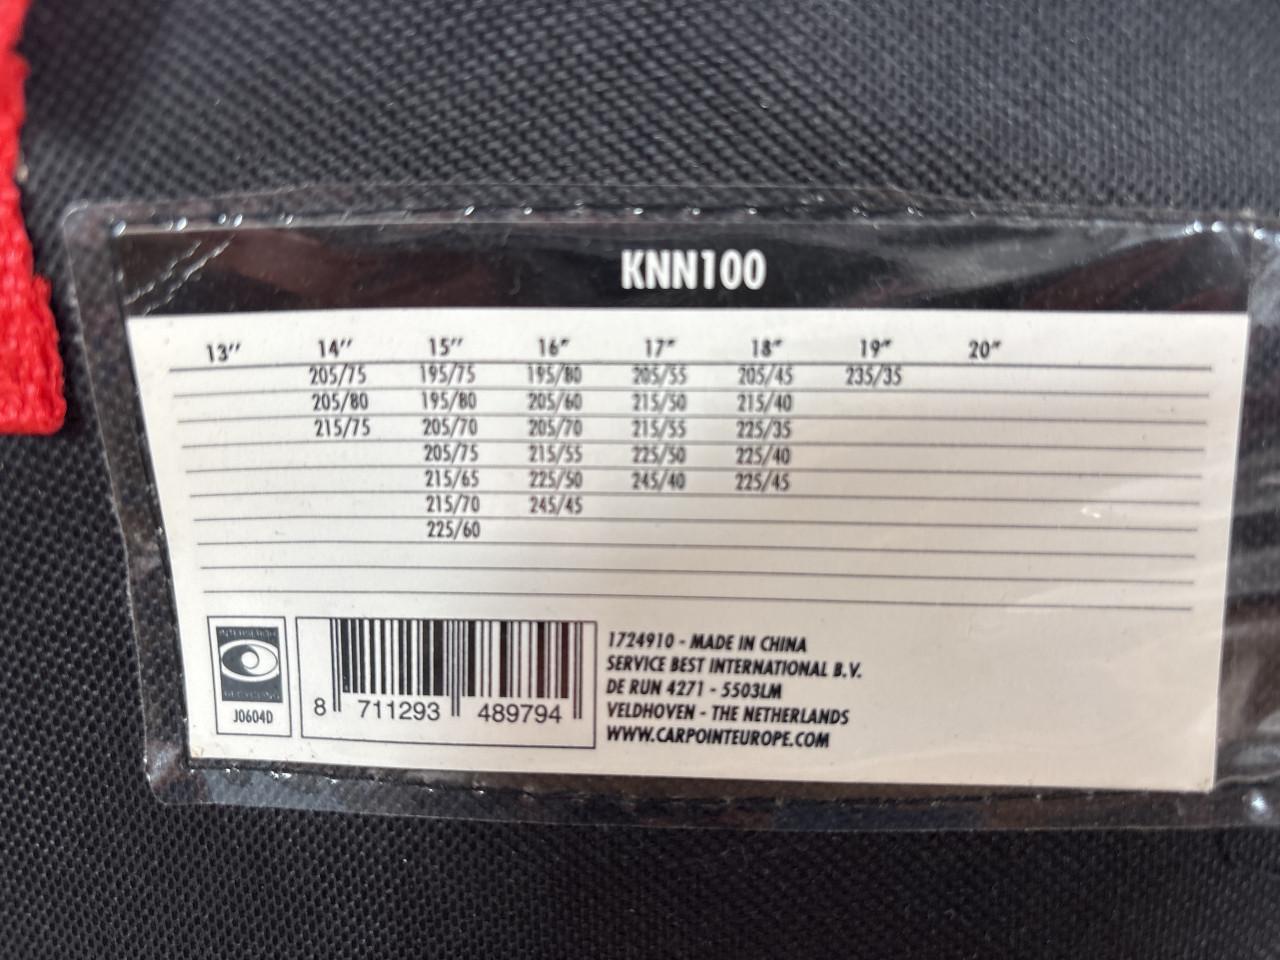 KNN100
13″ 14″ 15″ 16″ 17″ 18″ 19″ 20″
205/75 195/75 195/80 205/55 205/45 235/35
205/80 195/80 205/60 215/50 215/40
215/75 205/70 205/70 215/55 225/35
205/75 215/55 225/50 225/40
215/65 225/50 245/40 225/45
215/70 245/45
225/60
RECYCLING
J0604D
8 711293 489794
1724910 - MADE IN CHINA
SERVICE BEST INTERNATIONAL B.V.
DE RUN 4271 - 5503LM
VELDHOVEN - THE NETHERLANDS
WWW.CARPOINTEUROPE.COM